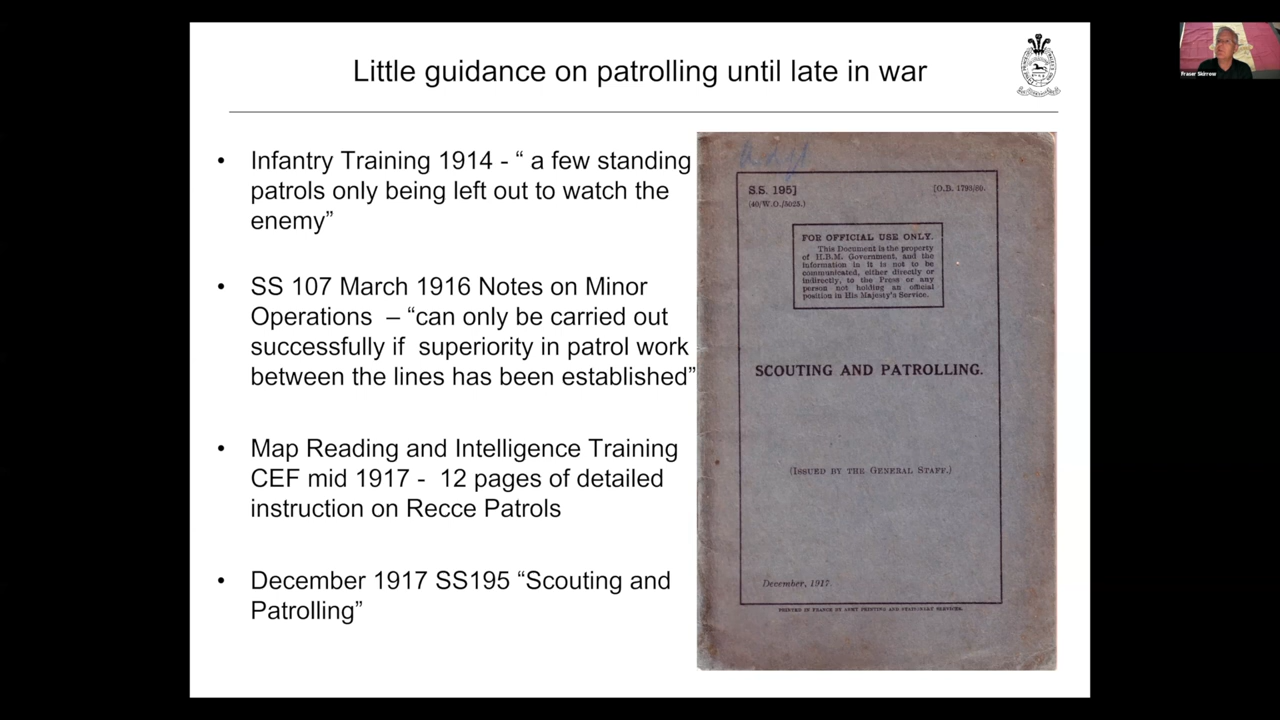 Little guidance on patrolling until late in war
• Infantry Training 1914 - “ a few standing
patrols only being left out to watch the
enemy”
• SS 107 March 1916 Notes on Minor
Operations – “can only be carried out
successfully if superiority in patrol work
between the lines has been established”
• Map Reading and Intelligence Training
CEF mid 1917 - 12 pages of detailed
instruction on Recce Patrols
• December 1917 SS195 “Scouting and
Patrolling”
S.S. 195]
[O.B. 1799/80.
(40/W.O./5023.)
FOR OFFICIAL USE ONLY.
This Document is the property
of H.B.M. Government, and the
information in it is not to be
communicated, either directly or
indirectly, to the Press or any
person not holding an official
position in His Majesty's Service.
SCOUTING AND PATROLLING.
(ISSUED BY THE GENERAL STAFF.)
December, 1917.
PRINTED IN FRANCE BY ARMY PRINTING AND STATIONERY SERVICES.
Fraser Skirrow